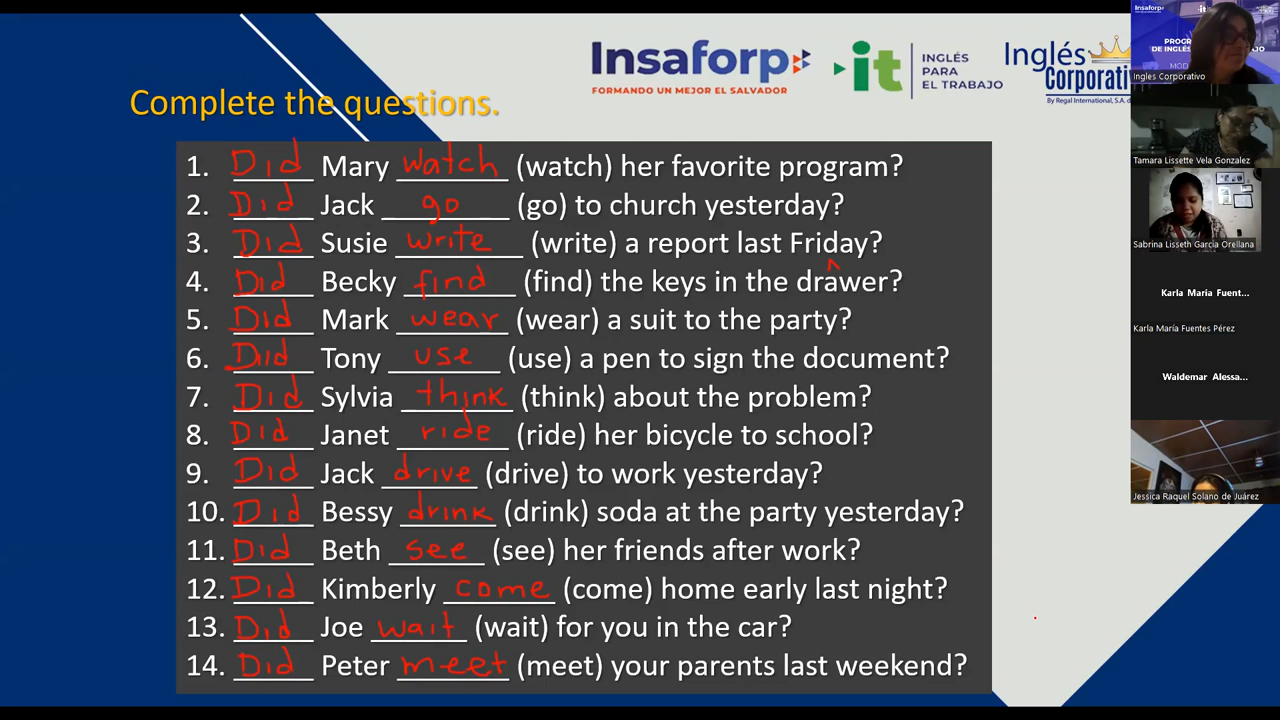 Insaforp
FORMANDO UN MEJOR EL SALVADOR
it
INGLÉS
PARA
EL TRABAJO
Inglés
Corporativ
By Regal International, S.A. d
Complete the questions.
1. Did Mary watch (watch) her favorite program?
2. Did Jack go (go) to church yesterday?
3. Did Susie write (write) a report last Friday?
4. Did Becky find (find) the keys in the drawer?
5. Did Mark wear (wear) a suit to the party?
6. Did Tony use (use) a pen to sign the document?
7. Did Sylvia think (think) about the problem?
8. Did Janet ride (ride) her bicycle to school?
9. Did Jack drive (drive) to work yesterday?
10. Did Bessy drink (drink) soda at the party yesterday?
11. Did Beth see (see) her friends after work?
12. Did Kimberly come (come) home early last night?
13. Did Joe wait (wait) for you in the car?
14. Did Peter meet (meet) your parents last weekend?
Insaforp
Ingles Corporativo
Tamara Lissette Vela Gonzalez
Sabrina Lisseth Garcia Orellana
Karla María Fuent...
Karla María Fuentes Pérez
Waldemar Alessa...
Jessica Raquel Solano de Juárez